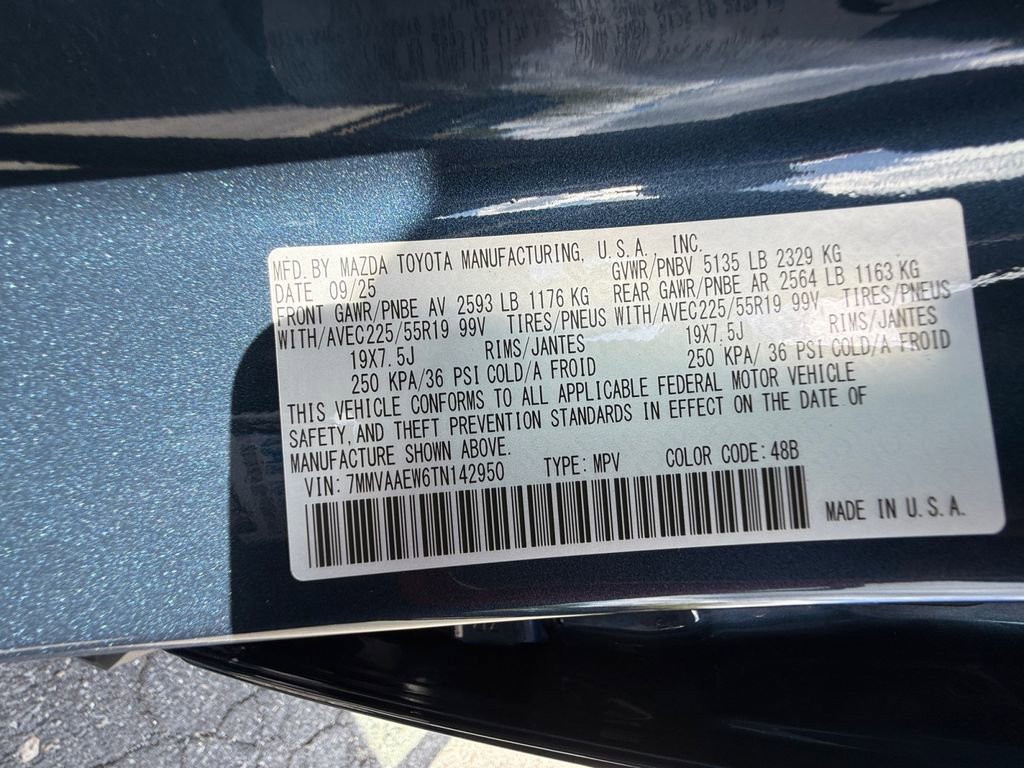 MFD. BY MAZDA TOYOTA MANUFACTURING, U.S.A., INC.
DATE 09/25 GVWR/PNBV 5135 LB 2329 KG
FRONT GAWR/PNBE AV 2593 LB 1176 KG REAR GAWR/PNBE AR 2564 LB 1163 KG
WITH/AVEC225/55R19 99V TIRES/PNEUS WITH/AVEC225/55R19 99V TIRES/PNEUS
19X7.5J RIMS/JANTES 19X7.5J RIMS/JANTES
250 KPA/36 PSI COLD/A FROID 250 KPA/ 36 PSI COLD/A FROID
THIS VEHICLE CONFORMS TO ALL APPLICABLE FEDERAL MOTOR VEHICLE
SAFETY, AND THEFT PREVENTION STANDARDS IN EFFECT ON THE DATE OF
MANUFACTURE SHOWN ABOVE.
VIN: 7MMVAAEW6TN142950 TYPE: MPV COLOR CODE: 48B
MADE IN U.S.A.